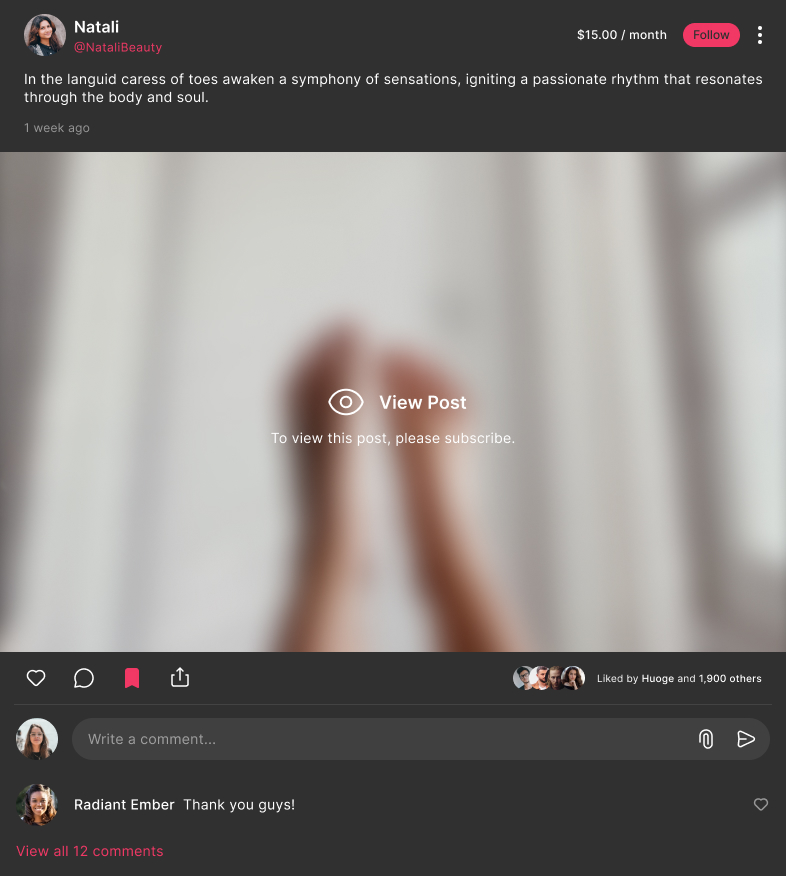 Natali
@NataliBeauty
$15.00 / month
Follow
In the languid caress of toes awaken a symphony of sensations, igniting a passionate rhythm that resonates
through the body and soul.
1 week ago
View Post
To view this post, please subscribe.
Liked by Huoge and 1,900 others
Write a comment...
Radiant Ember Thank you guys!
View all 12 comments